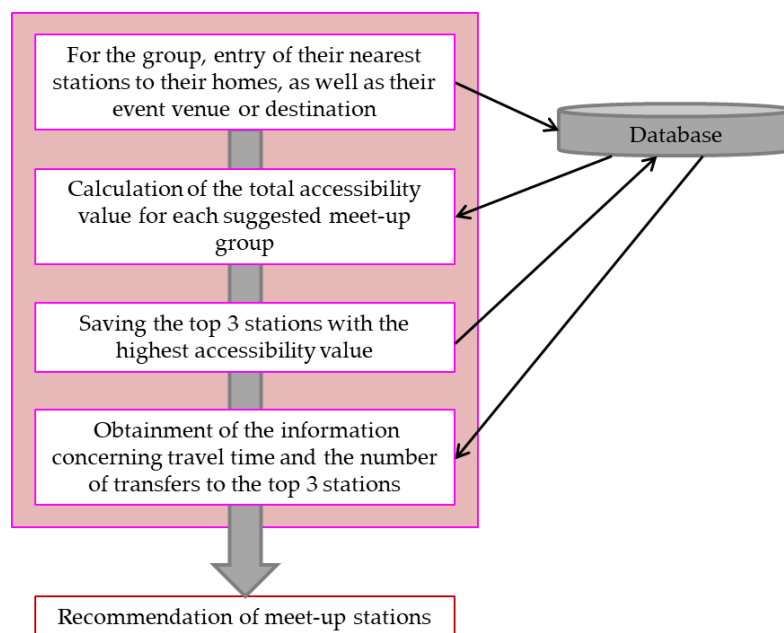 For the group, entry of their nearest
stations to their homes, as well as their
event venue or destination
Database
Calculation of the total accessibility
value for each suggested meet-up
group
Saving the top 3 stations with the
highest accessibility value
Obtainment of the information
concerning travel time and the number
of transfers to the top 3 stations
Recommendation of meet-up stations